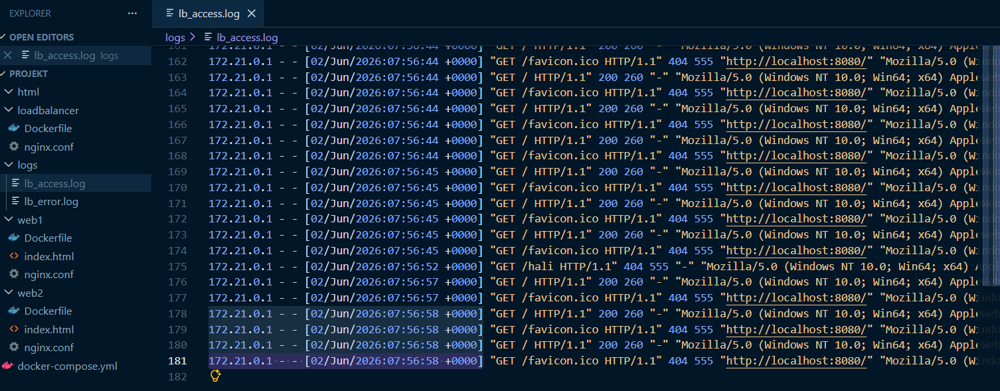 EXPLORER ...
lb_access.log
OPEN EDITORS
lb_access.log logs
PROJEKT
html
loadbalancer
Dockerfile
nginx.conf
logs
lb_access.log
lb_error.log
web1
Dockerfile
index.html
nginx.conf
web2
Dockerfile
index.html
nginx.conf
docker-compose.yml
logs > lb_access.log
161 172.21.0.1 - - [02/Jun/2026:07:56:44 +0000] "GET / HTTP/1.1" 200 260 "-" "Mozilla/5.0 (Windows NT 10.0; Win64; x64) Apple
162 172.21.0.1 - - [02/Jun/2026:07:56:44 +0000] "GET /favicon.ico HTTP/1.1" 404 555 "http://localhost:8080/" "Mozilla/5.0 (Windo
163 172.21.0.1 - - [02/Jun/2026:07:56:44 +0000] "GET / HTTP/1.1" 200 260 "-" "Mozilla/5.0 (Windows NT 10.0; Win64; x64) AppleWeb
164 172.21.0.1 - - [02/Jun/2026:07:56:44 +0000] "GET /favicon.ico HTTP/1.1" 404 555 "http://localhost:8080/" "Mozilla/5.0 (Windo
165 172.21.0.1 - - [02/Jun/2026:07:56:44 +0000] "GET / HTTP/1.1" 200 260 "-" "Mozilla/5.0 (Windows NT 10.0; Win64; x64) AppleWeb
166 172.21.0.1 - - [02/Jun/2026:07:56:44 +0000] "GET /favicon.ico HTTP/1.1" 404 555 "http://localhost:8080/" "Mozilla/5.0 (Windo
167 172.21.0.1 - - [02/Jun/2026:07:56:44 +0000] "GET / HTTP/1.1" 200 260 "-" "Mozilla/5.0 (Windows NT 10.0; Win64; x64) AppleWeb
168 172.21.0.1 - - [02/Jun/2026:07:56:44 +0000] "GET /favicon.ico HTTP/1.1" 404 555 "http://localhost:8080/" "Mozilla/5.0 (Windo
169 172.21.0.1 - - [02/Jun/2026:07:56:45 +0000] "GET / HTTP/1.1" 200 260 "-" "Mozilla/5.0 (Windows NT 10.0; Win64; x64) AppleWeb
170 172.21.0.1 - - [02/Jun/2026:07:56:45 +0000] "GET /favicon.ico HTTP/1.1" 404 555 "http://localhost:8080/" "Mozilla/5.0 (Windo
171 172.21.0.1 - - [02/Jun/2026:07:56:45 +0000] "GET / HTTP/1.1" 200 260 "-" "Mozilla/5.0 (Windows NT 10.0; Win64; x64) AppleWeb
172 172.21.0.1 - - [02/Jun/2026:07:56:45 +0000] "GET /favicon.ico HTTP/1.1" 404 555 "http://localhost:8080/" "Mozilla/5.0 (Windo
173 172.21.0.1 - - [02/Jun/2026:07:56:45 +0000] "GET / HTTP/1.1" 200 260 "-" "Mozilla/5.0 (Windows NT 10.0; Win64; x64) AppleWeb
174 172.21.0.1 - - [02/Jun/2026:07:56:45 +0000] "GET /favicon.ico HTTP/1.1" 404 555 "http://localhost:8080/" "Mozilla/5.0 (Windo
175 172.21.0.1 - - [02/Jun/2026:07:56:52 +0000] "GET /hali HTTP/1.1" 404 555 "-" "Mozilla/5.0 (Windows NT 10.0; Win64; x64) Ap
176 172.21.0.1 - - [02/Jun/2026:07:56:57 +0000] "GET / HTTP/1.1" 200 260 "-" "Mozilla/5.0 (Windows NT 10.0; Win64; x64) AppleWeb
177 172.21.0.1 - - [02/Jun/2026:07:56:57 +0000] "GET /favicon.ico HTTP/1.1" 404 555 "http://localhost:8080/" "Mozilla/5.0 (Windo
178 172.21.0.1 - - [02/Jun/2026:07:56:58 +0000] "GET / HTTP/1.1" 200 260 "-" "Mozilla/5.0 (Windows NT 10.0; Win64; x64) AppleWeb
179 172.21.0.1 - - [02/Jun/2026:07:56:58 +0000] "GET /favicon.ico HTTP/1.1" 404 555 "http://localhost:8080/" "Mozilla/5.0 (Windo
180 172.21.0.1 - - [02/Jun/2026:07:56:58 +0000] "GET / HTTP/1.1" 200 260 "-" "Mozilla/5.0 (Windows NT 10.0; Win64; x64) AppleWeb
181 172.21.0.1 - - [02/Jun/2026:07:56:58 +0000] "GET /favicon.ico HTTP/1.1" 404 555 "http://localhost:8080/" "Mozilla/5.0 (Windo
182